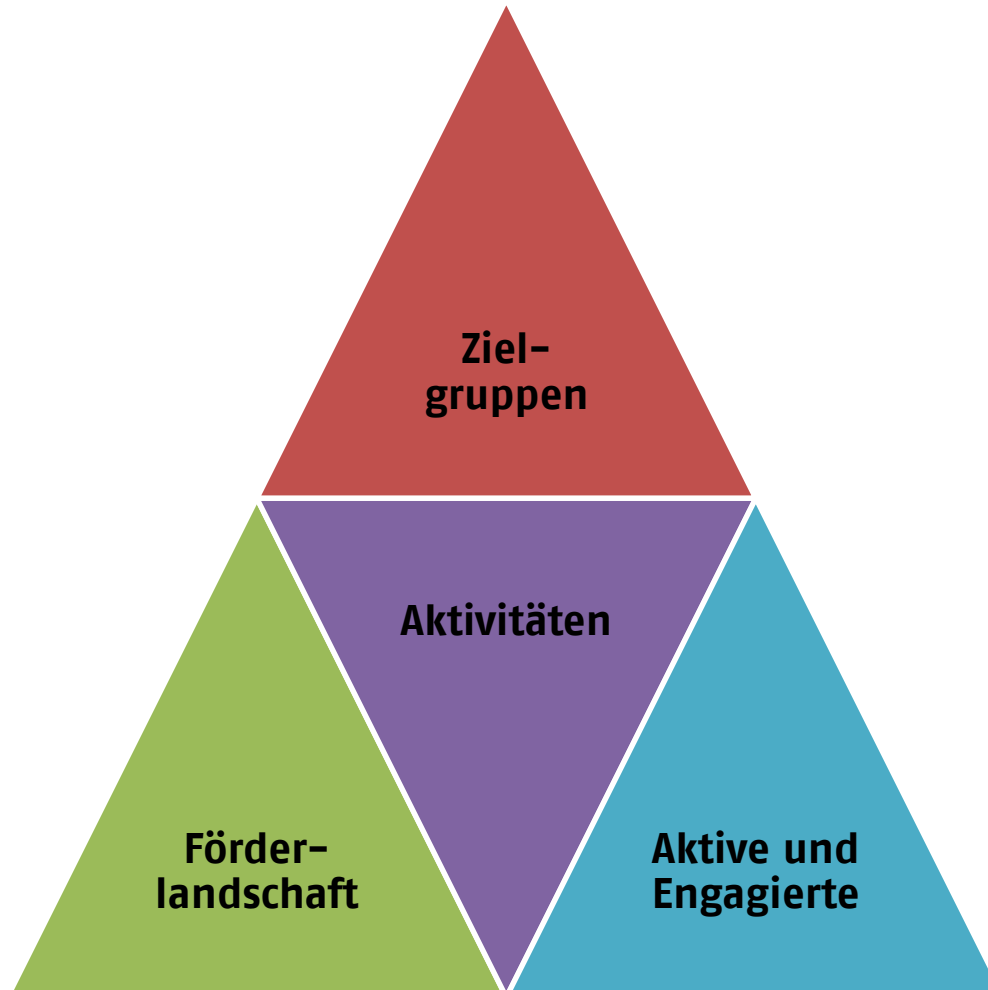 Ziel-
gruppen
Aktivitäten
Förder-
landschaft
Aktive und
Engagierte